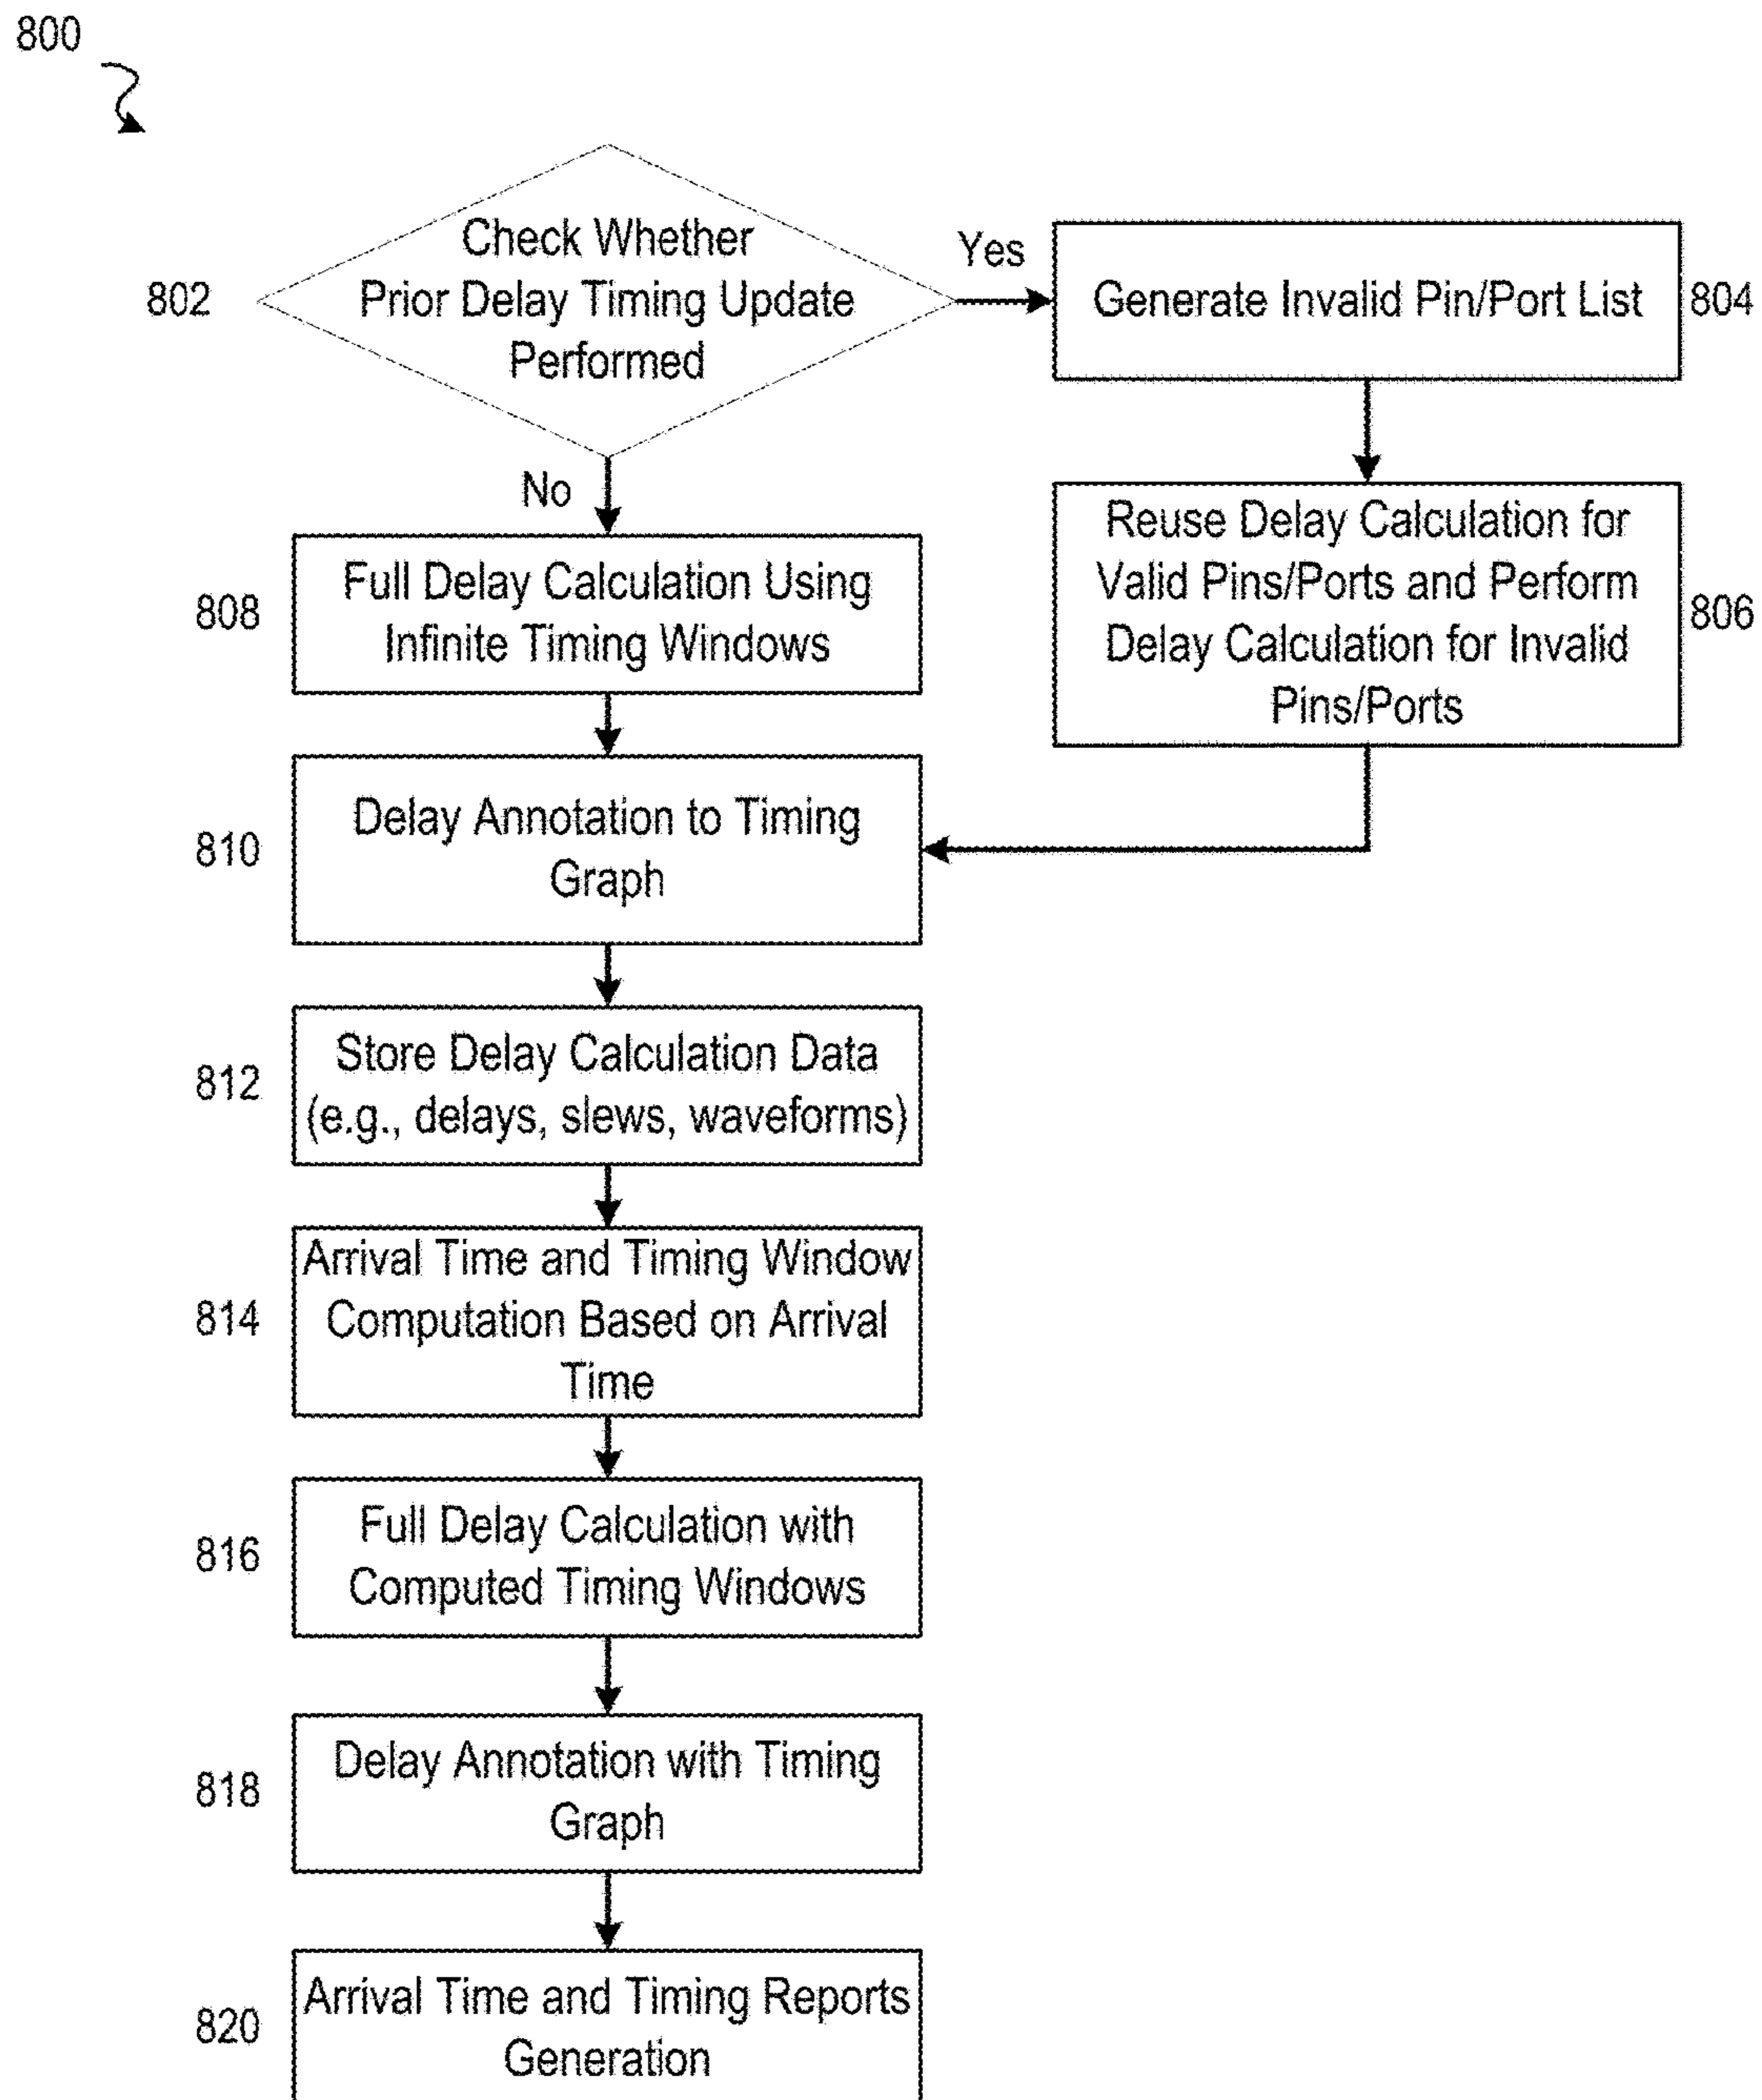 800
802
Check Whether
Prior Delay Timing Update
Performed
Yes
Generate Invalid Pin/Port List
804
No
Reuse Delay Calculation for
Valid Pins/Ports and Perform
Delay Calculation for Invalid
Pins/Ports
806
808
Full Delay Calculation Using
Infinite Timing Windows
810
Delay Annotation to Timing
Graph
812
Store Delay Calculation Data
(e.g., delays, slews, waveforms)
814
Arrival Time and Timing Window
Computation Based on Arrival
Time
816
Full Delay Calculation with
Computed Timing Windows
818
Delay Annotation with Timing
Graph
820
Arrival Time and Timing Reports
Generation